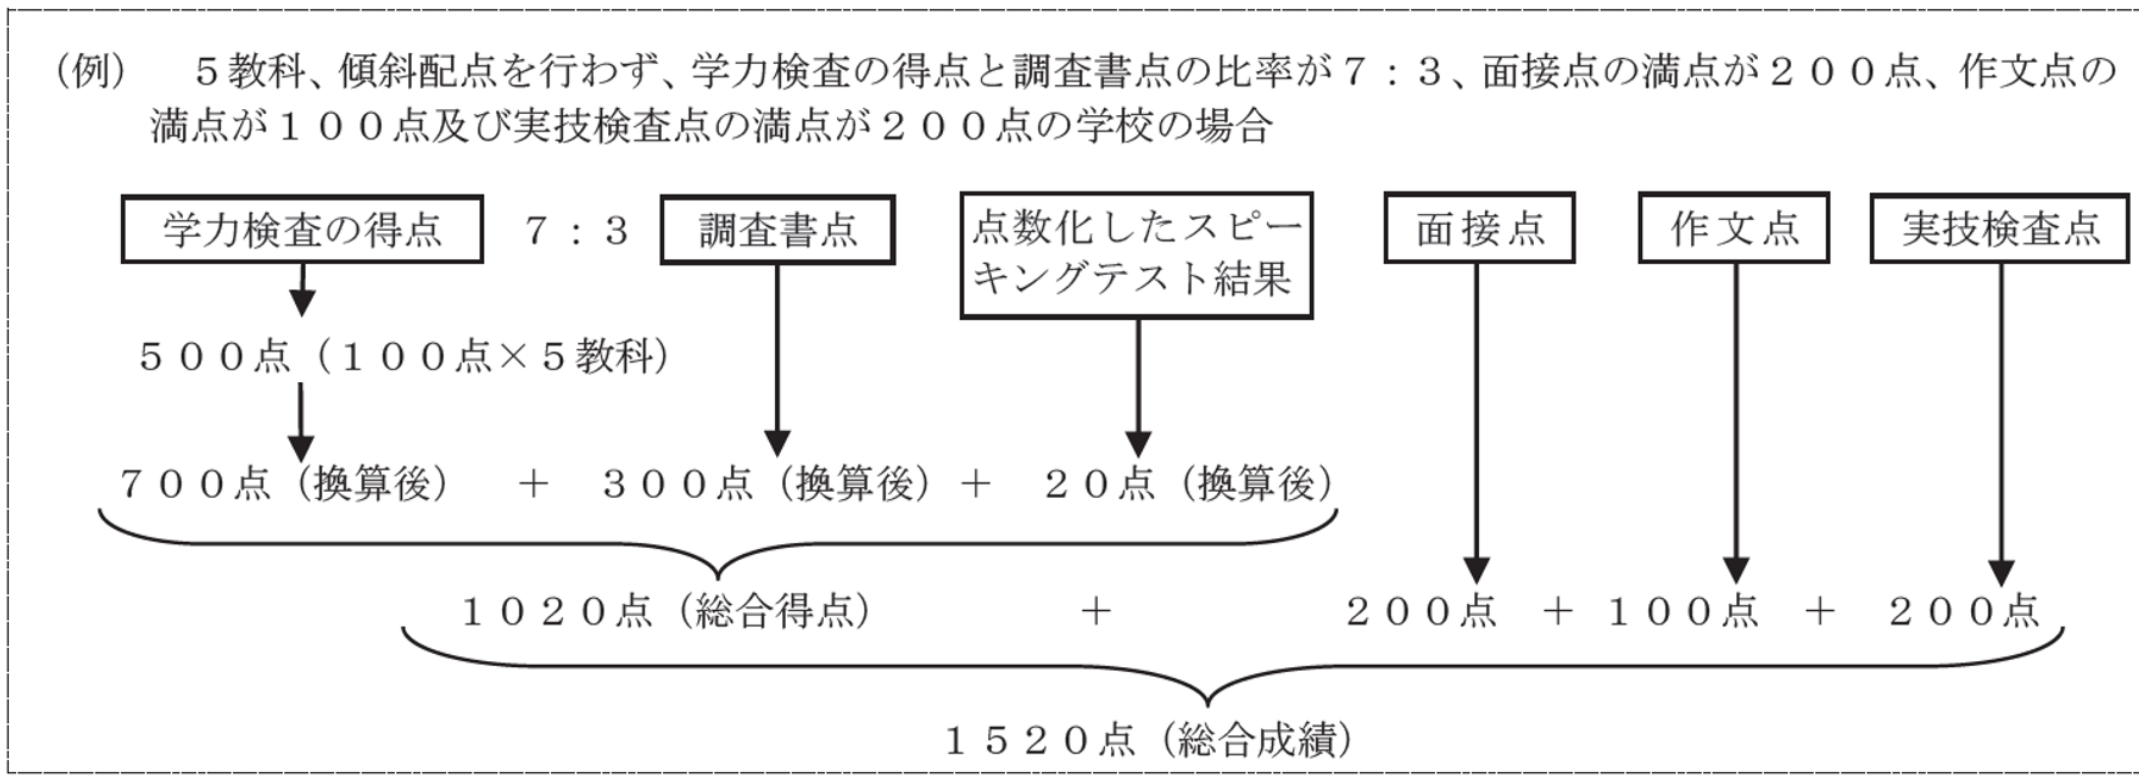 （例）　５教科、傾斜配点を行わず、学力検査の得点と調査書点の比率が７：３、面接点の満点が２００点、作文点の
満点が１００点及び実技検査点の満点が２００点の学校の場合
学力検査の得点　７：３　調査書点　点数化したスピー　面接点　作文点　実技検査点
キングテスト結果
５００点（１００点×５教科）
７００点（換算後）　＋　３００点（換算後）＋　２０点（換算後）
１０２０点（総合得点）　＋　２００点　＋　１００点　＋　２００点
１５２０点（総合成績）